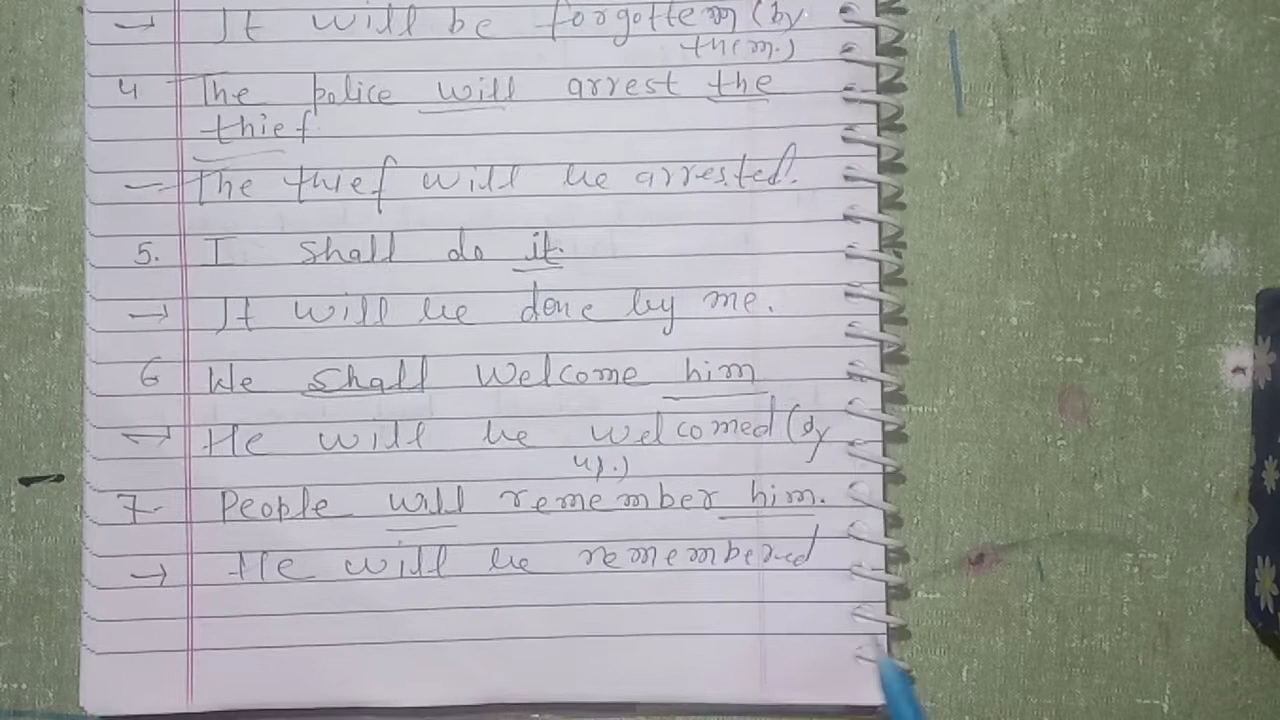 → It will be forgotten (by
them.)
4 The police will arrest the
thief.
→ The thief will be arrested.
5. I shall do it.
→ It will be done by me.
6 We shall welcome him
→ He will be welcomed (by
us.)
7. People will remember him.
→ He will be remembered